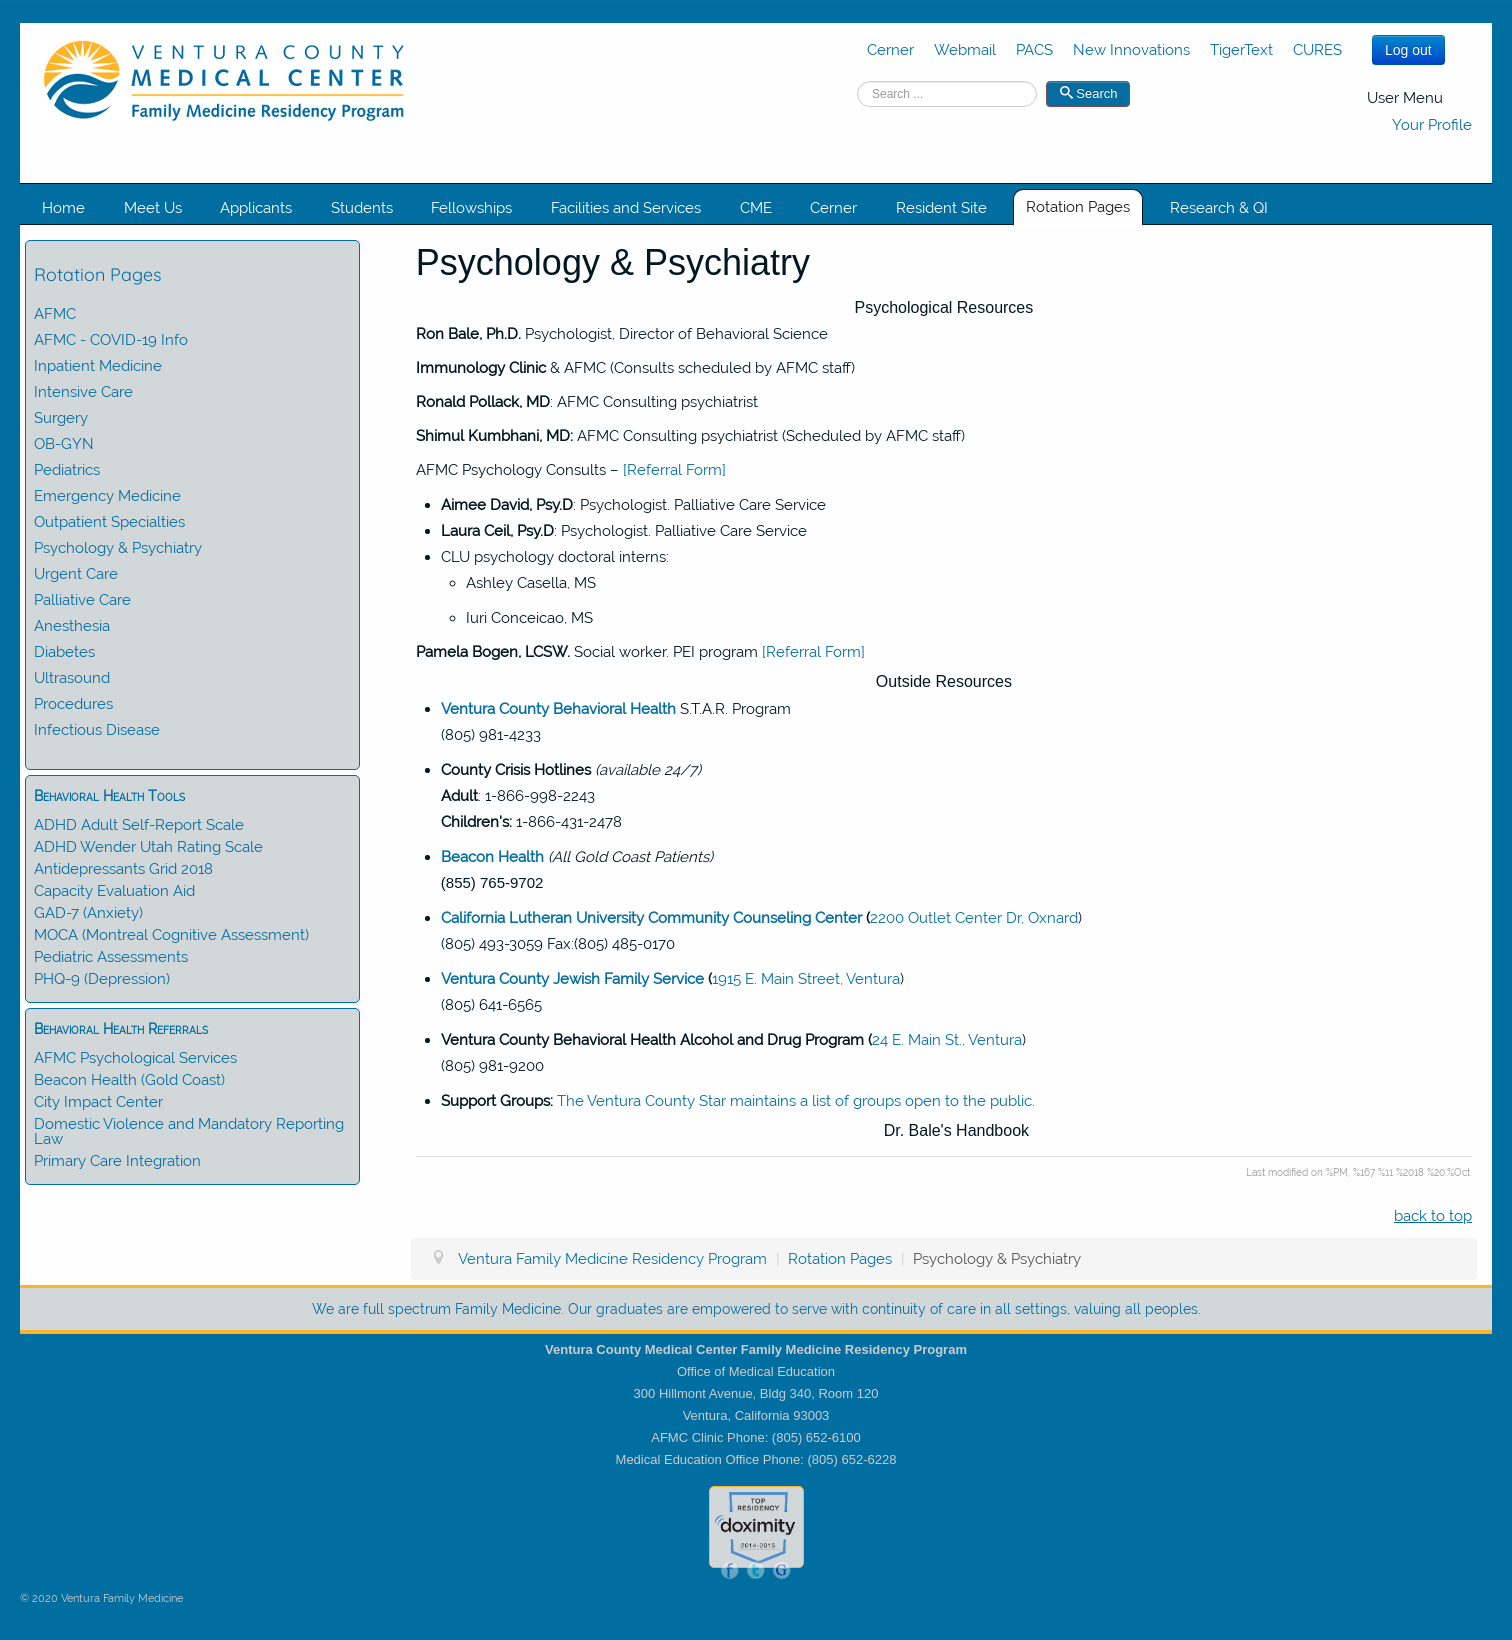 VENTURA COUNTY
MEDICAL CENTER
Family Medicine Residency Program
Cerner Webmail PACS New Innovations TigerText CURES Log out
Search ... Search
User Menu
Your Profile
Home Meet Us Applicants Students Fellowships Facilities and Services CME Cerner Resident Site Rotation Pages Research & QI
Rotation Pages
AFMC
AFMC - COVID-19 Info
Inpatient Medicine
Intensive Care
Surgery
OB-GYN
Pediatrics
Emergency Medicine
Outpatient Specialties
Psychology & Psychiatry
Urgent Care
Palliative Care
Anesthesia
Diabetes
Ultrasound
Procedures
Infectious Disease
Behavioral Health Tools
ADHD Adult Self-Report Scale
ADHD Wender Utah Rating Scale
Antidepressants Grid 2018
Capacity Evaluation Aid
GAD-7 (Anxiety)
MOCA (Montreal Cognitive Assessment)
Pediatric Assessments
PHQ-9 (Depression)
Behavioral Health Referrals
AFMC Psychological Services
Beacon Health (Gold Coast)
City Impact Center
Domestic Violence and Mandatory Reporting
Law
Primary Care Integration
Psychology & Psychiatry
Psychological Resources
Ron Bale, Ph.D. Psychologist, Director of Behavioral Science
Immunology Clinic & AFMC (Consults scheduled by AFMC staff)
Ronald Pollack, MD: AFMC Consulting psychiatrist
Shimul Kumbhani, MD: AFMC Consulting psychiatrist (Scheduled by AFMC staff)
AFMC Psychology Consults – [Referral Form]
Aimee David, Psy.D: Psychologist. Palliative Care Service
Laura Ceil, Psy.D: Psychologist. Palliative Care Service
CLU psychology doctoral interns:
Ashley Casella, MS
Iuri Conceicao, MS
Pamela Bogen, LCSW. Social worker. PEI program [Referral Form]
Outside Resources
Ventura County Behavioral Health S.T.A.R. Program
(805) 981-4233
County Crisis Hotlines (available 24/7)
Adult: 1-866-998-2243
Children's: 1-866-431-2478
Beacon Health (All Gold Coast Patients)
(855) 765-9702
California Lutheran University Community Counseling Center (2200 Outlet Center Dr, Oxnard)
(805) 493-3059 Fax:(805) 485-0170
Ventura County Jewish Family Service (1915 E. Main Street, Ventura)
(805) 641-6565
Ventura County Behavioral Health Alcohol and Drug Program (24 E. Main St., Ventura)
(805) 981-9200
Support Groups: The Ventura County Star maintains a list of groups open to the public.
Dr. Bale's Handbook
Last modified on %PM, %167 %11 %2018 %20:%Oct
back to top
Ventura Family Medicine Residency Program | Rotation Pages | Psychology & Psychiatry
We are full spectrum Family Medicine. Our graduates are empowered to serve with continuity of care in all settings, valuing all peoples.
Ventura County Medical Center Family Medicine Residency Program
Office of Medical Education
300 Hillmont Avenue, Bldg 340, Room 120
Ventura, California 93003
AFMC Clinic Phone: (805) 652-6100
Medical Education Office Phone: (805) 652-6228
TOP
RESIDENCY
doximity
2014-2015
f t G
© 2020 Ventura Family Medicine